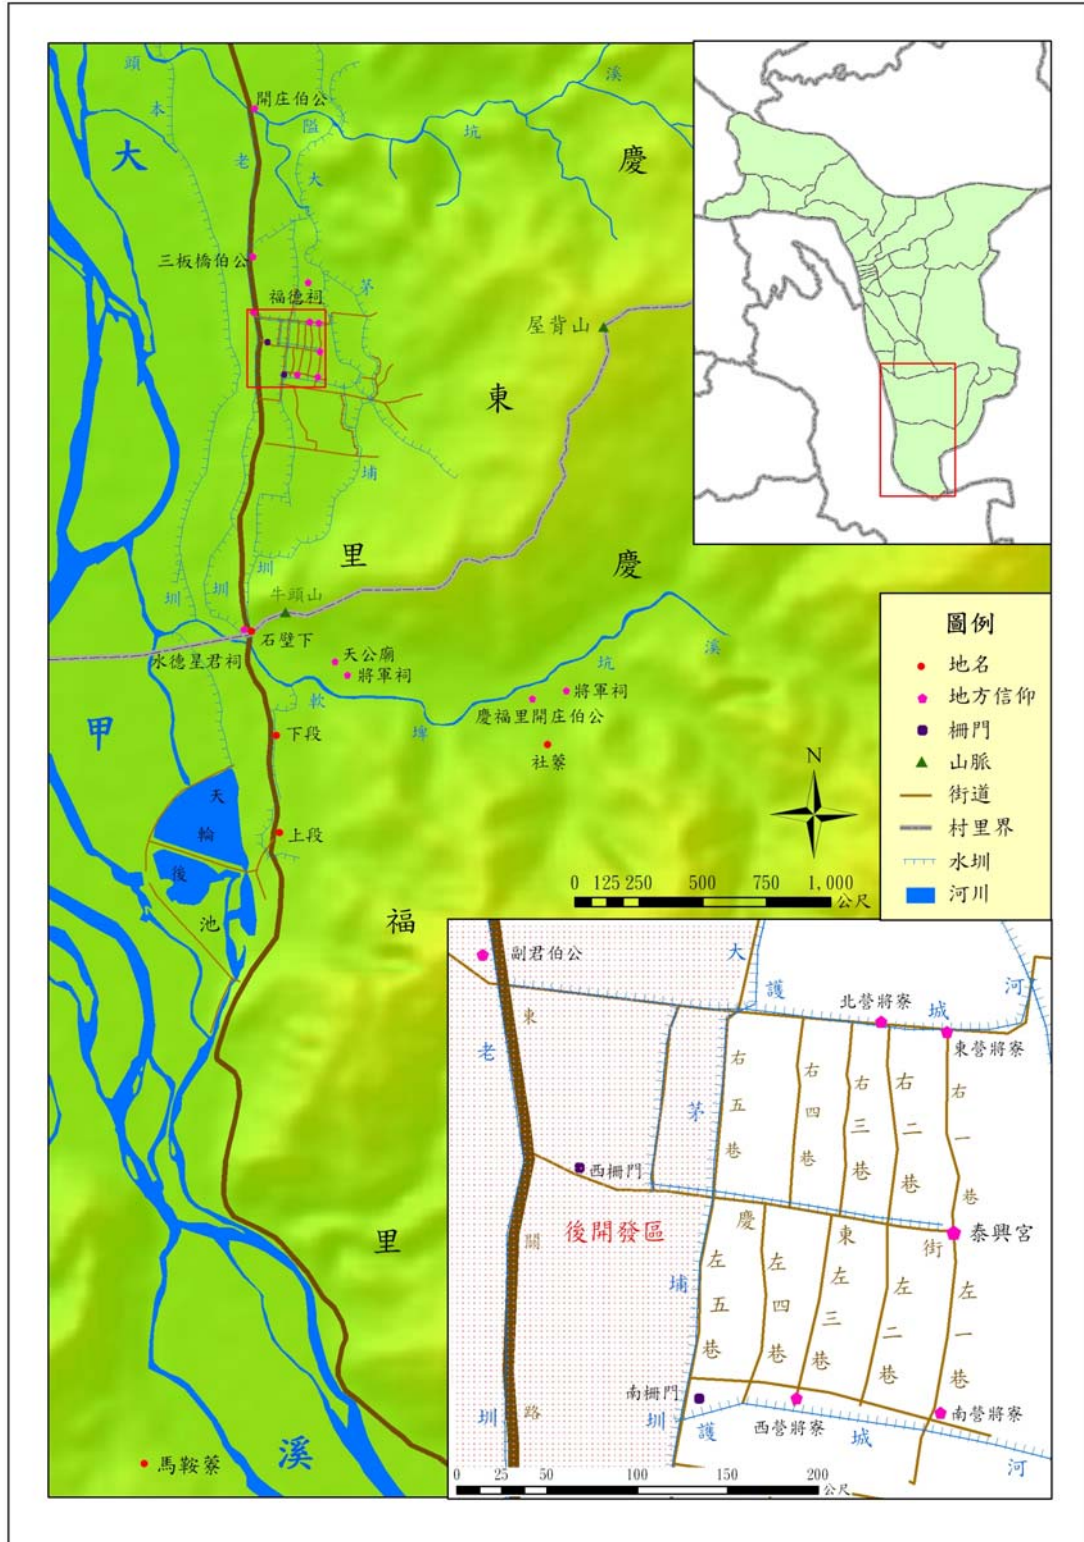 頭
本
圳
大
甲
溪
開庄伯公
老
隘
大
坑
溪
慶
東
里
三板橋伯公
福德祠
茅
埔
圳
圳
屋背山
牛頭山
石壁下
水德星君祠
天公廟
將軍祠
軟
埤
坑
溪
將軍祠
慶福里開庄伯公
社藔
慶
福
里
下段
上段
天
輪
後
池
馬鞍藔
N
0 125 250 500 750 1,000
公尺
圖例
地名
地方信仰
柵門
山脈
街道
村里界
水圳
河川
副君伯公
大
護
城
河
北營將寮
東營將寮
東
關
路
老
圳
右五巷
右四巷
右三巷
右二巷
右一巷
茅
埔
圳
西柵門
後開發區
慶
東
街
泰興宮
左五巷
左四巷
左三巷
左二巷
左一巷
南柵門
西營將寮
南營將寮
護
城
河
0 25 50 100 150 200
公尺